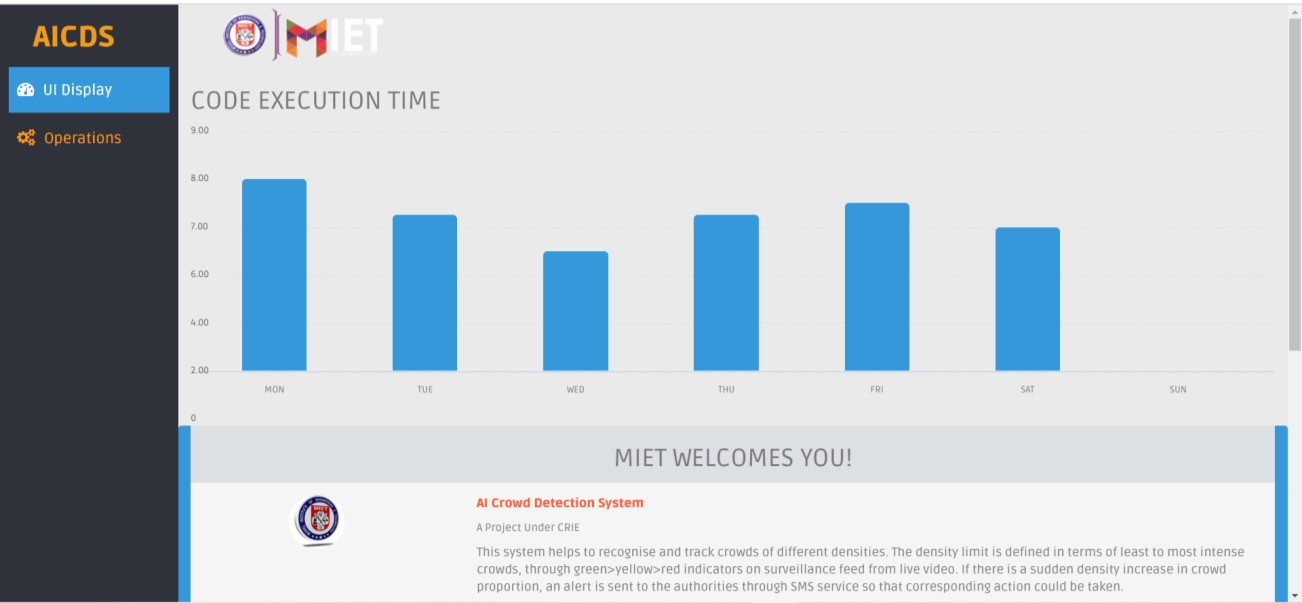 AICDS
UI Display
Operations
MIET
CODE EXECUTION TIME
9.00
8.00
7.00
6.00
4.00
2.00
0
MON TUE WED THU FRI SAT SUN
MIET WELCOMES YOU!
AI Crowd Detection System
A Project Under CRIE
This system helps to recognise and track crowds of different densities. The density limit is defined in terms of least to most intense
crowds, through green>yellow>red indicators on surveillance feed from live video. If there is a sudden density increase in crowd
proportion, an alert is sent to the authorities through SMS service so that corresponding action could be taken.